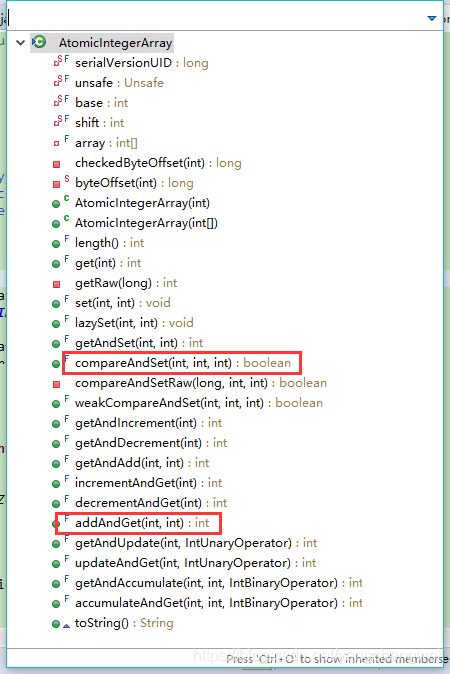 AtomicIntegerArray
serialVersionUID : long
unsafe : Unsafe
base : int
shift : int
array : int[]
checkedByteOffset(int) : long
byteOffset(int) : long
AtomicIntegerArray(int)
AtomicIntegerArray(int[])
length() : int
get(int) : int
getRaw(long) : int
set(int, int) : void
lazySet(int, int) : void
getAndSet(int, int) : int
compareAndSet(int, int, int) : boolean
compareAndSetRaw(long, int, int) : boolean
weakCompareAndSet(int, int, int) : boolean
getAndIncrement(int) : int
getAndDecrement(int) : int
getAndAdd(int, int) : int
incrementAndGet(int) : int
decrementAndGet(int) : int
addAndGet(int, int) : int
getAndUpdate(int, IntUnaryOperator) : int
updateAndGet(int, IntUnaryOperator) : int
getAndAccumulate(int, int, IntBinaryOperator) : int
accumulateAndGet(int, int, IntBinaryOperator) : int
toString() : String
Press 'Ctrl+O' to show inherited members